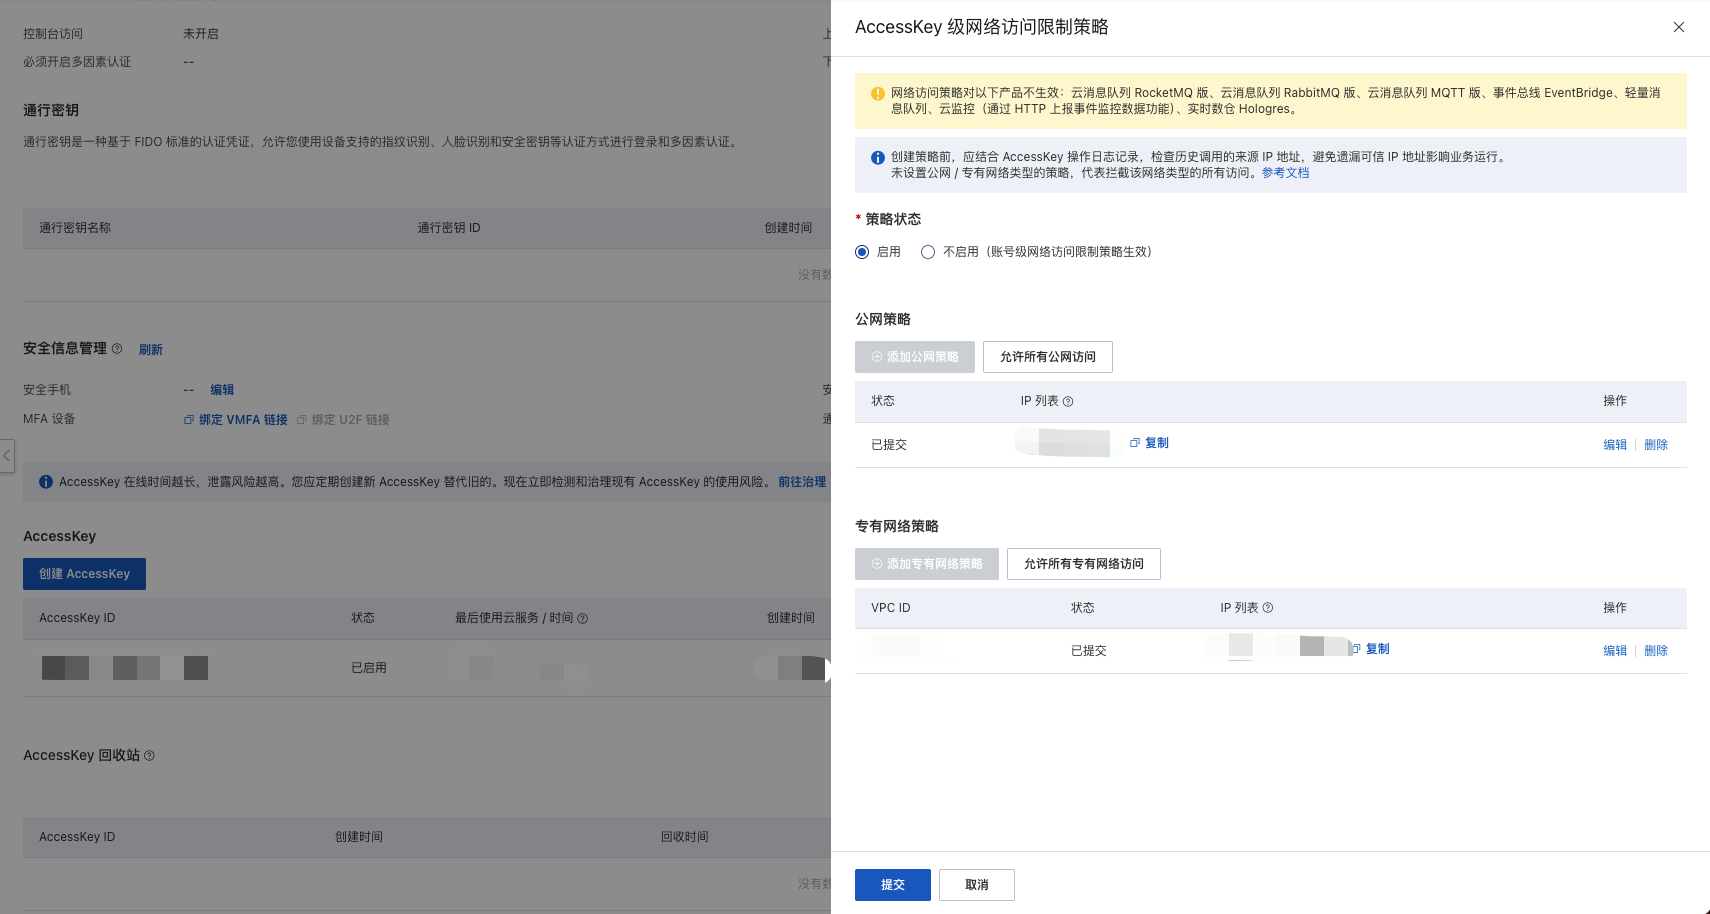 控制台访问
未开启
必须开启多因素认证
--
通行密钥
通行密钥是一种基于 FIDO 标准的认证凭证，允许您使用设备支持的指纹识别、人脸识别和安全密钥等认证方式进行登录和多因素认证。
通行密钥名称
通行密钥 ID
创建时间
没有数
安全信息管理
刷新
安全手机
--
编辑
MFA 设备
绑定 VMFA 链接
绑定 U2F 链接
AccessKey 在线时间越长，泄露风险越高。您应定期创建新 AccessKey 替代旧的。现在立即检测和治理现有 AccessKey 的使用风险。 前往治理
AccessKey
创建 AccessKey
AccessKey ID
状态
最后使用云服务 / 时间
创建时间
已启用
AccessKey 回收站
AccessKey ID
创建时间
回收时间
没有数
AccessKey 级网络访问限制策略
网络访问策略对以下产品不生效：云消息队列 RocketMQ 版、云消息队列 RabbitMQ 版、云消息队列 MQTT 版、事件总线 EventBridge、轻量消
息队列、云监控（通过 HTTP 上报事件监控数据功能）、实时数仓 Hologres。
创建策略前，应结合 AccessKey 操作日志记录，检查历史调用的来源 IP 地址，避免遗漏可信 IP 地址影响业务运行。
未设置公网 / 专有网络类型的策略，代表拦截该网络类型的所有访问。参考文档
* 策略状态
启用
不启用（账号级网络访问限制策略生效）
公网策略
添加公网策略
允许所有公网访问
状态
IP 列表
操作
已提交
复制
编辑
删除
专有网络策略
添加专有网络策略
允许所有专有网络访问
VPC ID
状态
IP 列表
操作
已提交
复制
编辑
删除
提交
取消